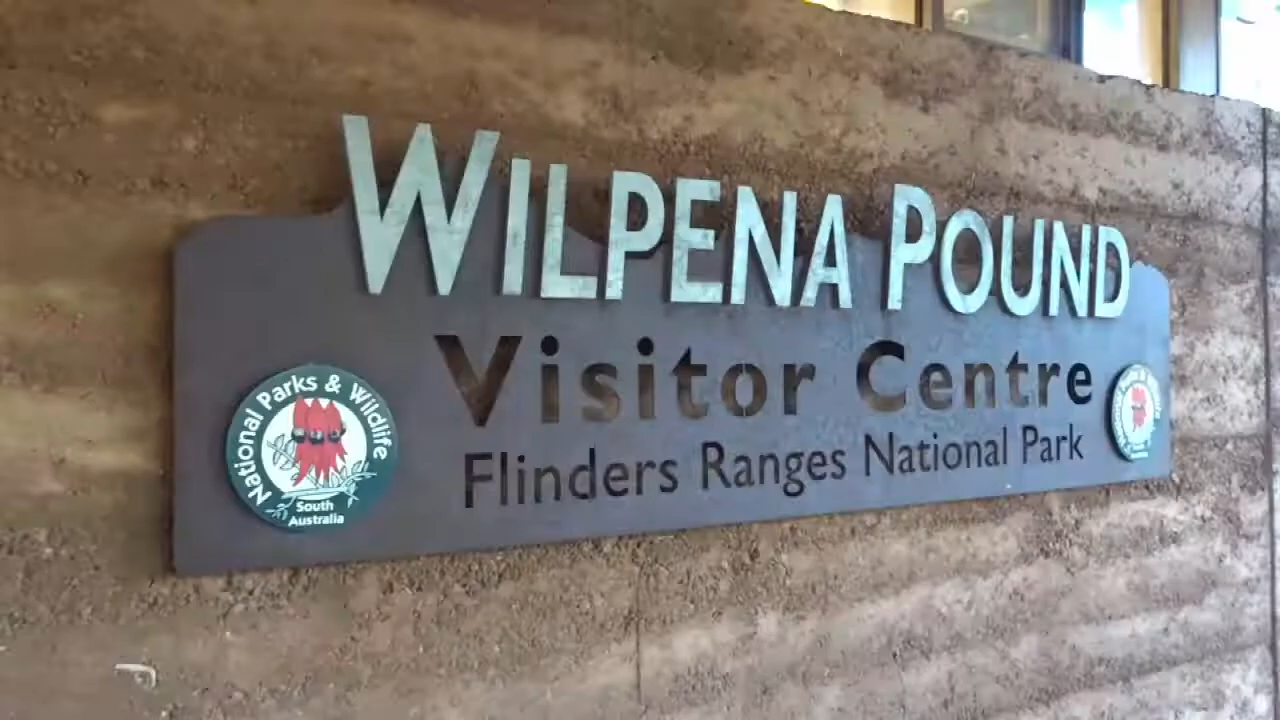 WILPENA POUND
Visitor Centre
Flinders Ranges National Park
National Parks & Wildlife
South
Australia